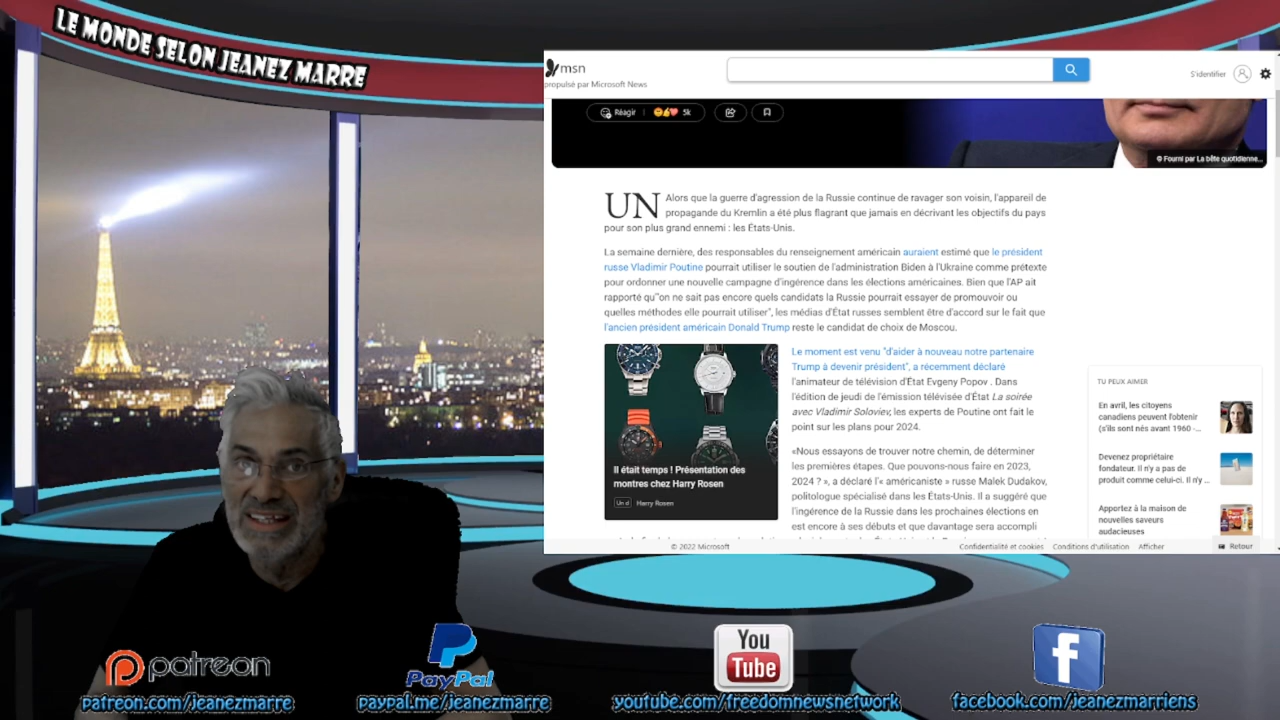 LE MONDE SELON JEANEZ MARRE
msn
propulsé par Microsoft News
S'identifier
Réagir
5k
© Fourni par La bête quotidienne...
UN Alors que la guerre d'agression de la Russie continue de ravager son voisin, l'appareil de
propagande du Kremlin a été plus flagrant que jamais en décrivant les objectifs du pays
pour son plus grand ennemi : les États-Unis.
La semaine dernière, des responsables du renseignement américain auraient estimé que le président
russe Vladimir Poutine pourrait utiliser le soutien de l'administration Biden à l'Ukraine comme prétexte
pour ordonner une nouvelle campagne d'ingérence dans les élections américaines. Bien que l'AP ait
rapporté qu'"on ne sait pas encore quels candidats la Russie pourrait essayer de promouvoir ou
quelles méthodes elle pourrait utiliser", les médias d'État russes semblent être d'accord sur le fait que
l'ancien président américain Donald Trump reste le candidat de choix de Moscou.
Le moment est venu "d'aider à nouveau notre partenaire
Trump à devenir président", a récemment déclaré
l'animateur de télévision d'État Evgeny Popov . Dans
l'édition de jeudi de l'émission télévisée d'État La soirée
avec Vladimir Soloviev, les experts de Poutine ont fait le
point sur les plans pour 2024.
«Nous essayons de trouver notre chemin, de déterminer
les premières étapes. Que pouvons-nous faire en 2023,
2024 ? », a déclaré l'« américaniste » russe Malek Dudakov,
politologue spécialisé dans les États-Unis. Il a suggéré que
l'ingérence de la Russie dans les prochaines élections en
est encore à ses débuts et que davantage sera accompli
Il était temps ! Présentation des
montres chez Harry Rosen
Un d Harry Rosen
TU PEUX AIMER
En avril, les citoyens
canadiens peuvent l'obtenir
(s'ils sont nés avant 1960 -...
Devenez propriétaire
fondateur. Il n'y a pas de
produit comme celui-ci. Il n'y ...
Apportez à la maison de
nouvelles saveurs
audacieuses
© 2022 Microsoft
Confidentialité et cookies
Conditions d'utilisation
Afficher
Retour
patreon
patreon.com/jeanezmarre
PayPal
paypal.me/jeanezmarre
You
Tube
youtube.com/freedomnewsnetwork
f
facebook.com/jeanezmarriens